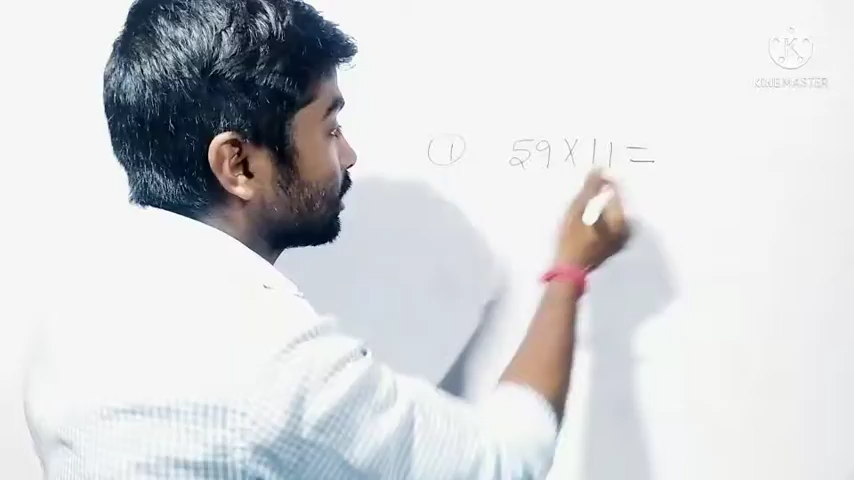 K
KINEMASTER
① 59 × 11 =